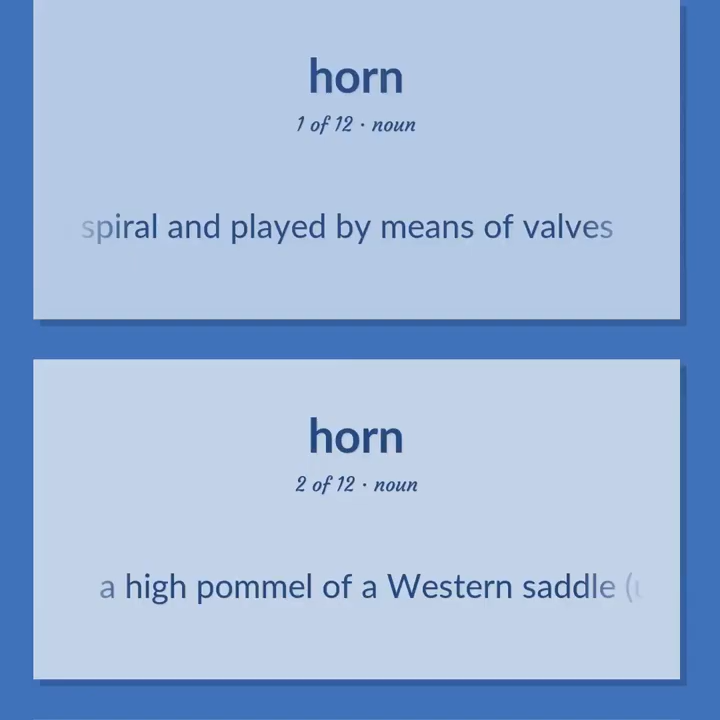 horn
1 of 12 · noun
spiral and played by means of valves
horn
2 of 12 · noun
a high pommel of a Western saddle